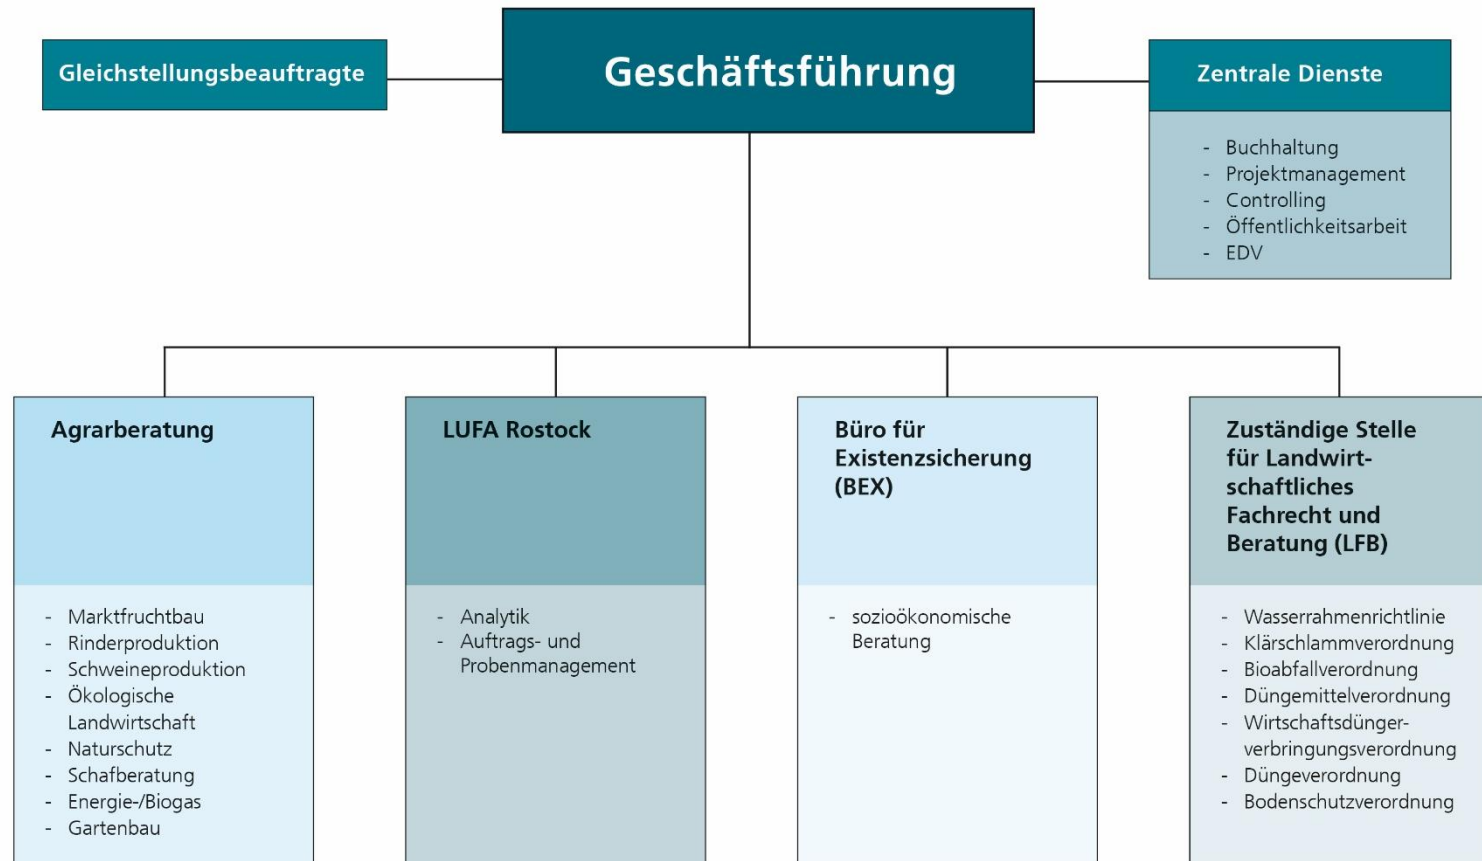 Gleichstellungsbeauftragte
Geschäftsführung
Zentrale Dienste
- Buchhaltung
- Projektmanagement
- Controlling
- Öffentlichkeitsarbeit
- EDV
Agrarberatung
- Marktfruchtbau
- Rinderproduktion
- Schweineproduktion
- Ökologische
Landwirtschaft
- Naturschutz
- Schafberatung
- Energie-/Biogas
- Gartenbau
LUFA Rostock
- Analytik
- Auftrags- und
Probenmanagement
Büro für
Existenzsicherung
(BEX)
- sozioökonomische
Beratung
Zuständige Stelle
für Landwirt-
schaftliches
Fachrecht und
Beratung (LFB)
- Wasserrahmenrichtlinie
- Klärschlammverordnung
- Bioabfallverordnung
- Düngemittelverordnung
- Wirtschaftsdünger-
verbringungsverordnung
- Düngeverordnung
- Bodenschutzverordnung